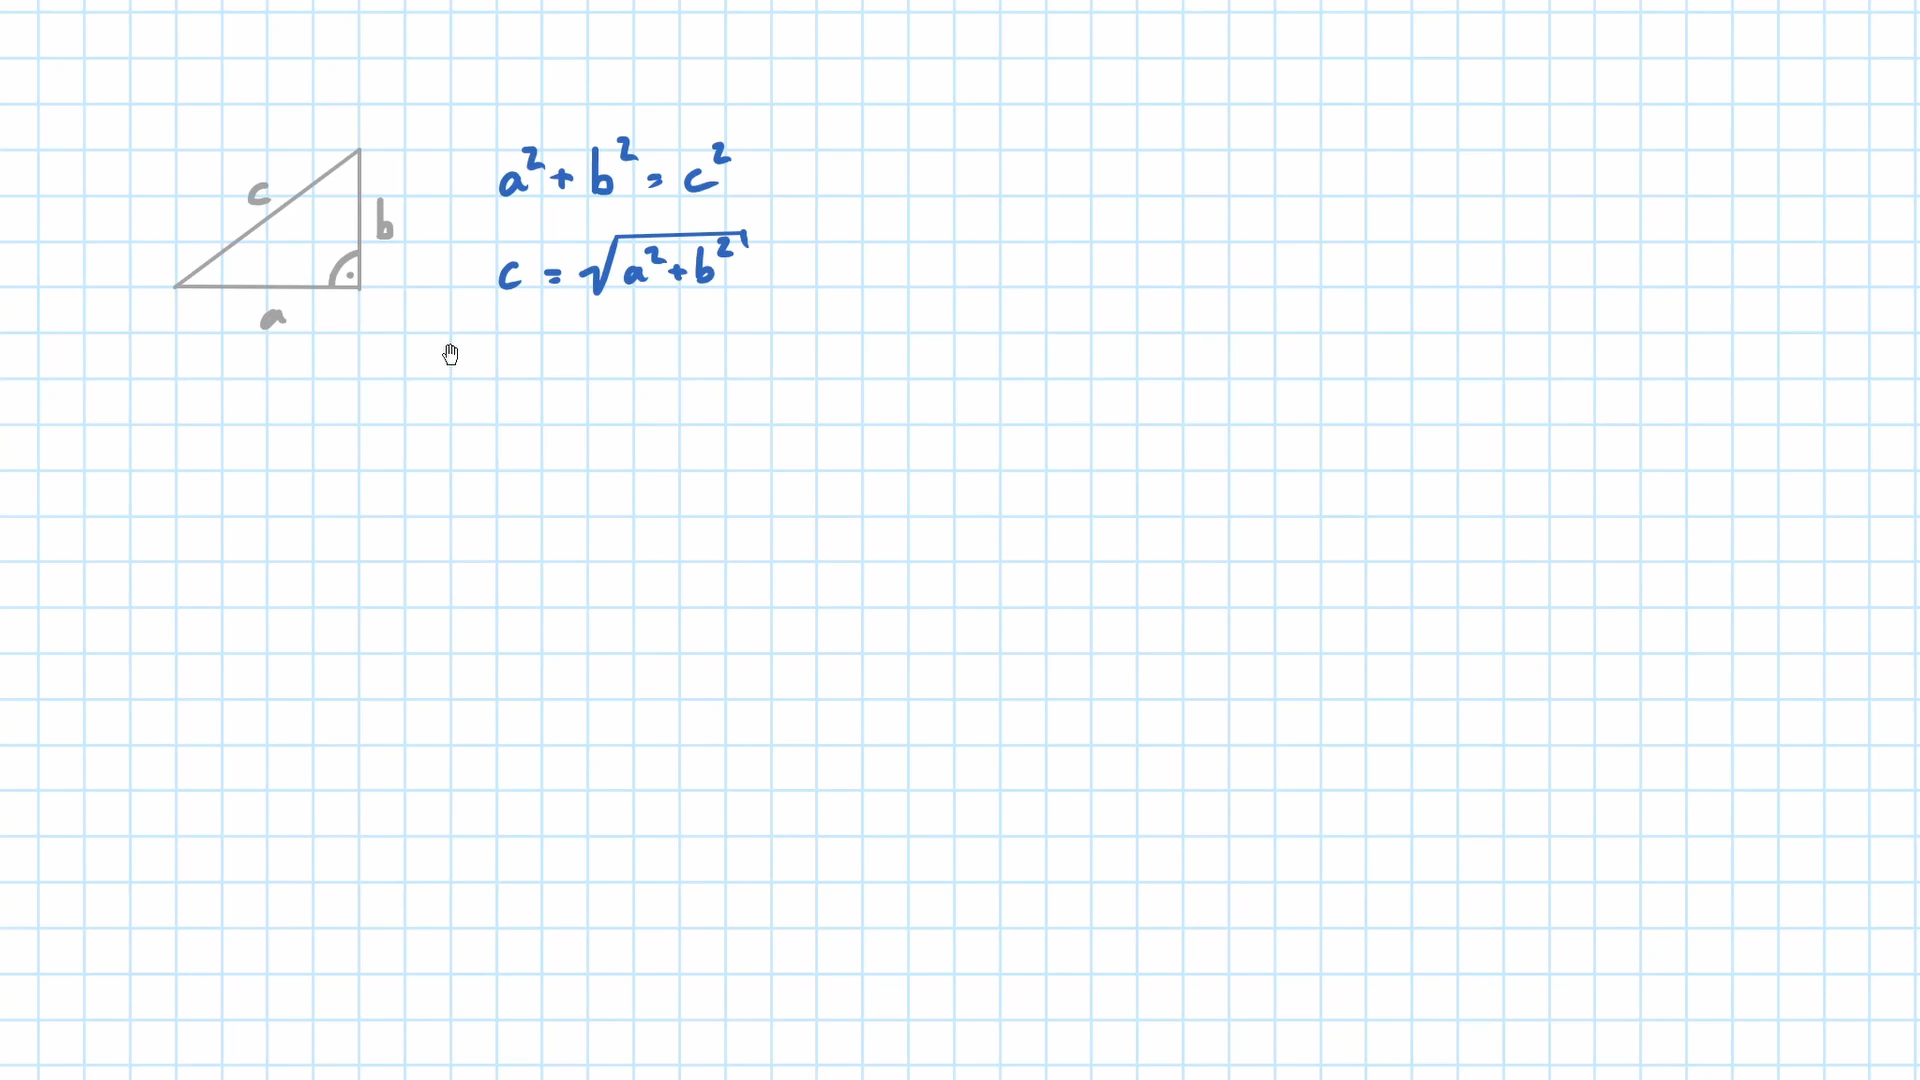 c
b
a
a² + b² = c²
c = √(a² + b²)